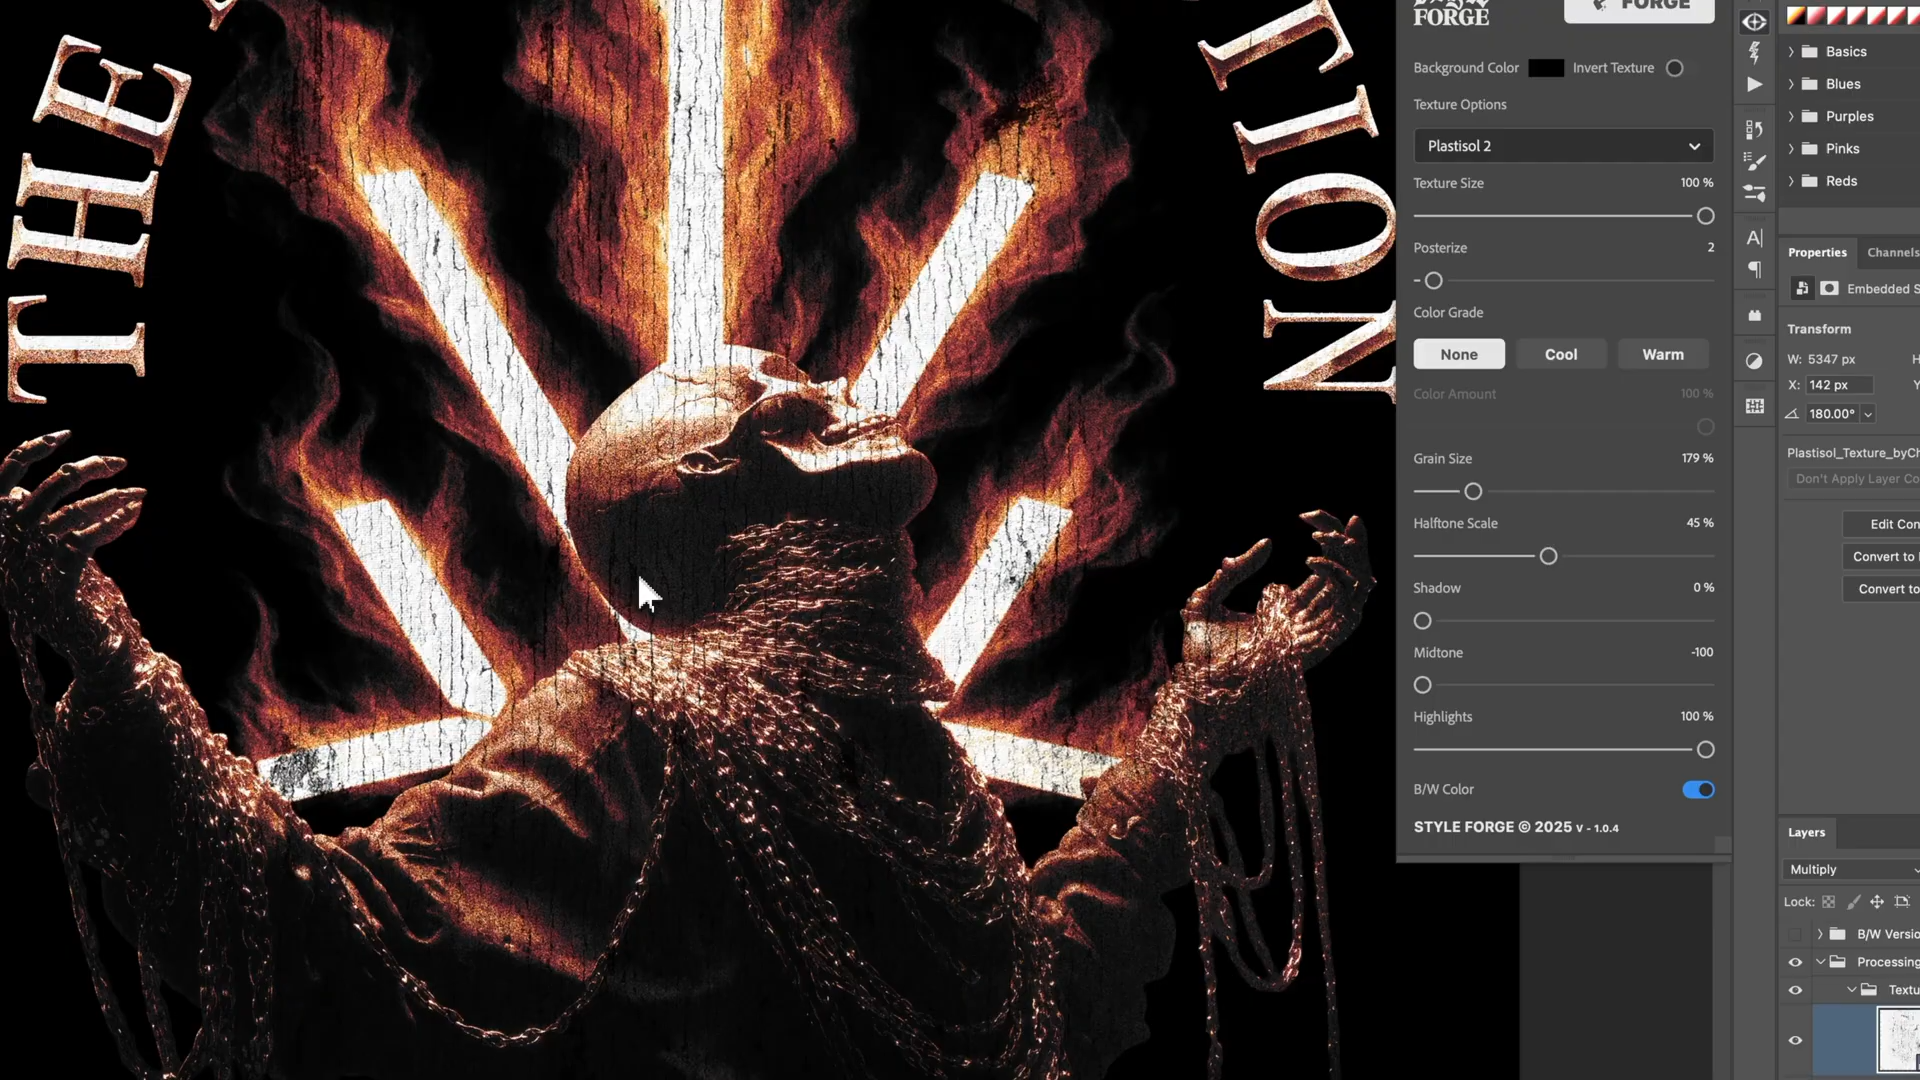 THE
TION
FORGE
FORGE
Background Color
Invert Texture
Texture Options
Plastisol 2
Texture Size
100 %
Posterize
2
Color Grade
None
Cool
Warm
Color Amount
100 %
Grain Size
179 %
Halftone Scale
45 %
Shadow
0 %
Midtone
-100
Highlights
100 %
B/W Color
STYLE FORGE © 2025 V - 1.0.4
Basics
Blues
Purples
Pinks
Reds
Properties
Channels
Embedded S
Transform
W: 5347 px
H
X: 142 px
Y
180.00°
Plastisol_Texture_byCh
Don't Apply Layer Co
Edit Con
Convert to
Convert to
Layers
Multiply
Lock:
B/W Versio
Processing
Textu